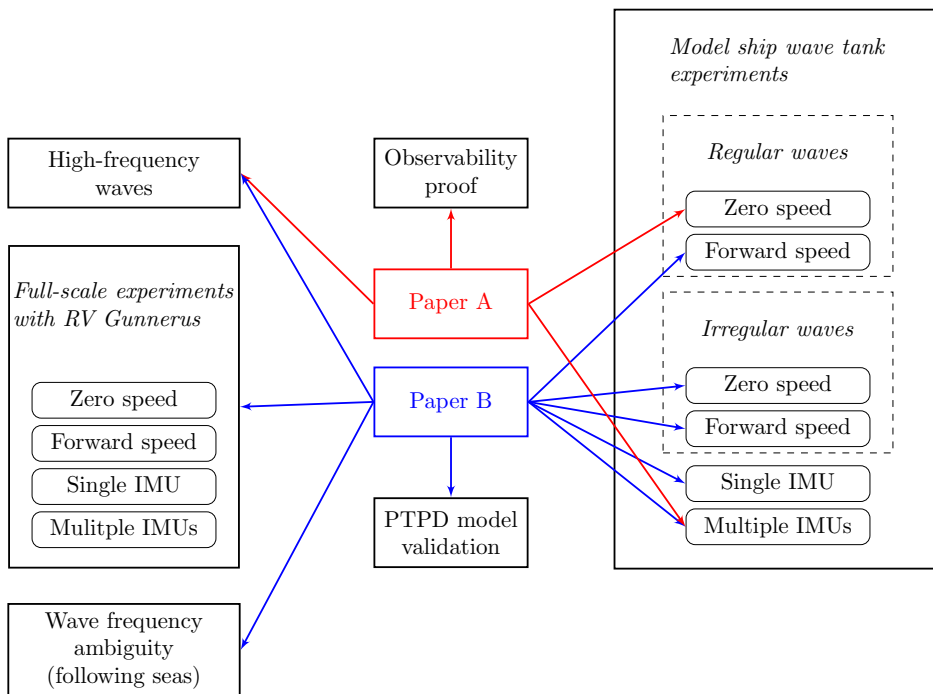 High-frequency
waves
Full-scale experiments
with RV Gunnerus
Zero speed
Forward speed
Single IMU
Mulitple IMUs
Wave frequency
ambiguity
(following seas)
Observability
proof
Paper A
Paper B
PTPD model
validation
Model ship wave tank
experiments
Regular waves
Zero speed
Forward speed
Irregular waves
Zero speed
Forward speed
Single IMU
Multiple IMUs